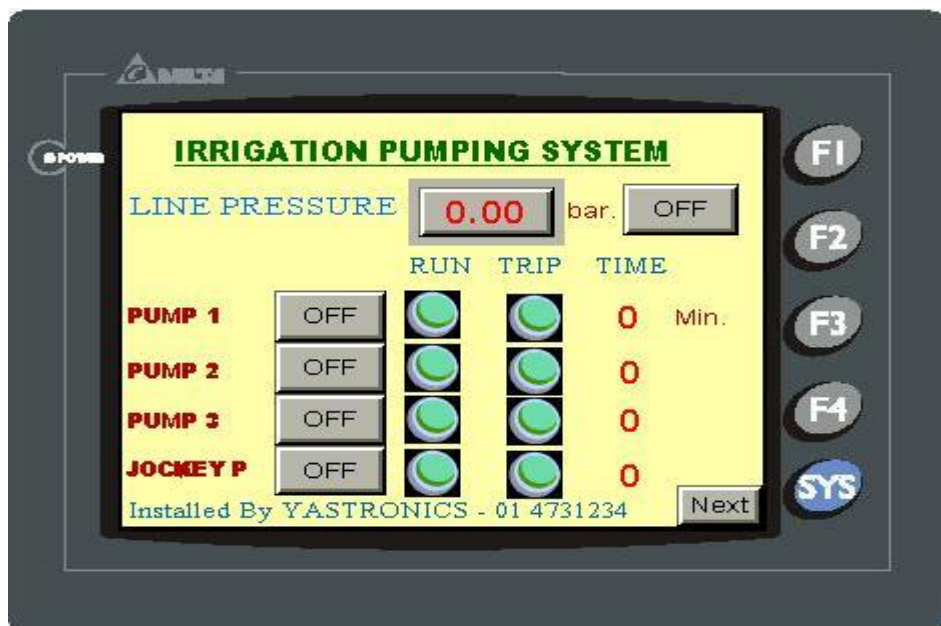 DELTA
POWER
F1
IRRIGATION PUMPING SYSTEM
LINE PRESSURE 0.00 bar. OFF
F2
RUN TRIP TIME
PUMP 1 OFF 0 Min.
F3
PUMP 2 OFF 0
PUMP 3 OFF 0
F4
JOCKEY P OFF 0
SYS
Installed By YASTRONICS - 01 4731234 Next